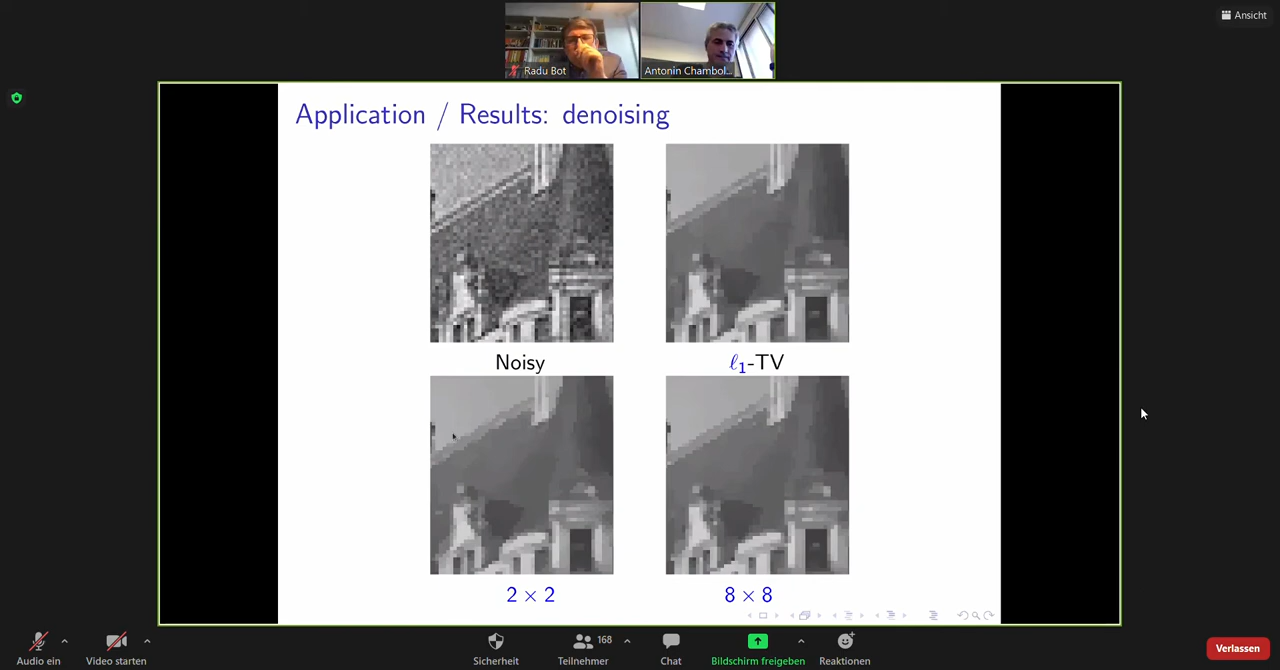 Ansicht
Radu Bot
Antonin Chambol...
Application / Results: denoising
Noisy
ℓ₁-TV
2 × 2
8 × 8
Audio ein
Video starten
Sicherheit
168
Teilnehmer
Chat
Bildschirm freigeben
Reaktionen
Verlassen